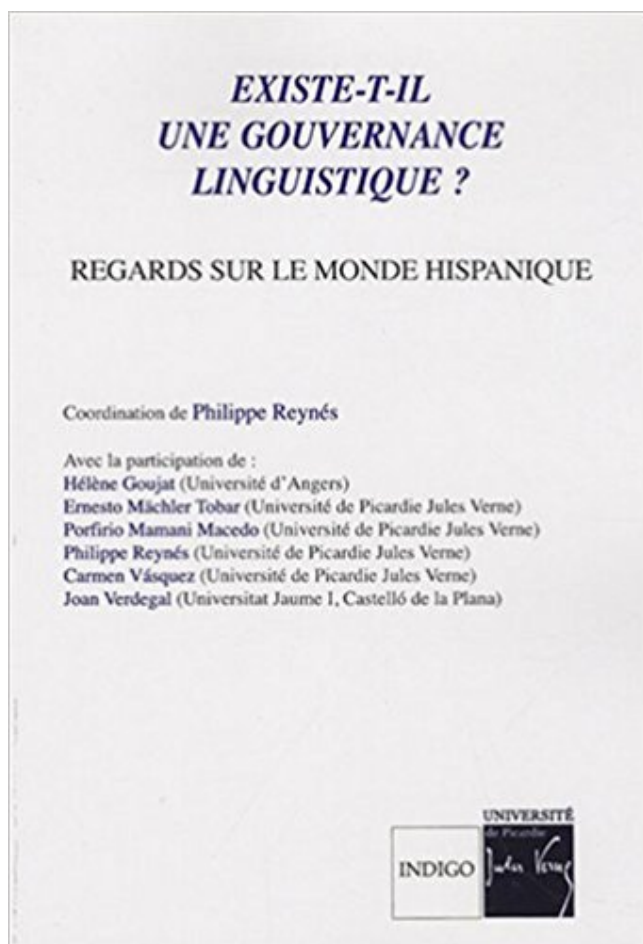 EXISTE-T-IL
UNE GOUVERNANCE
LINGUISTIQUE ?
REGARDS SUR LE MONDE HISPANIQUE
Coordination de Philippe Reynés
Avec la participation de :
Hélène Goujat (Université d'Angers)
Ernesto Mächler Tobar (Université de Picardie Jules Verne)
Porfirio Mamani Macedo (Université de Picardie Jules Verne)
Philippe Reynés (Université de Picardie Jules Verne)
Carmen Vásquez (Université de Picardie Jules Verne)
Joan Verdegal (Universitat Jaume I, Castelló de la Plana)
UNIVERSITÉ
de Picardie
INDIGO
Jules Verne